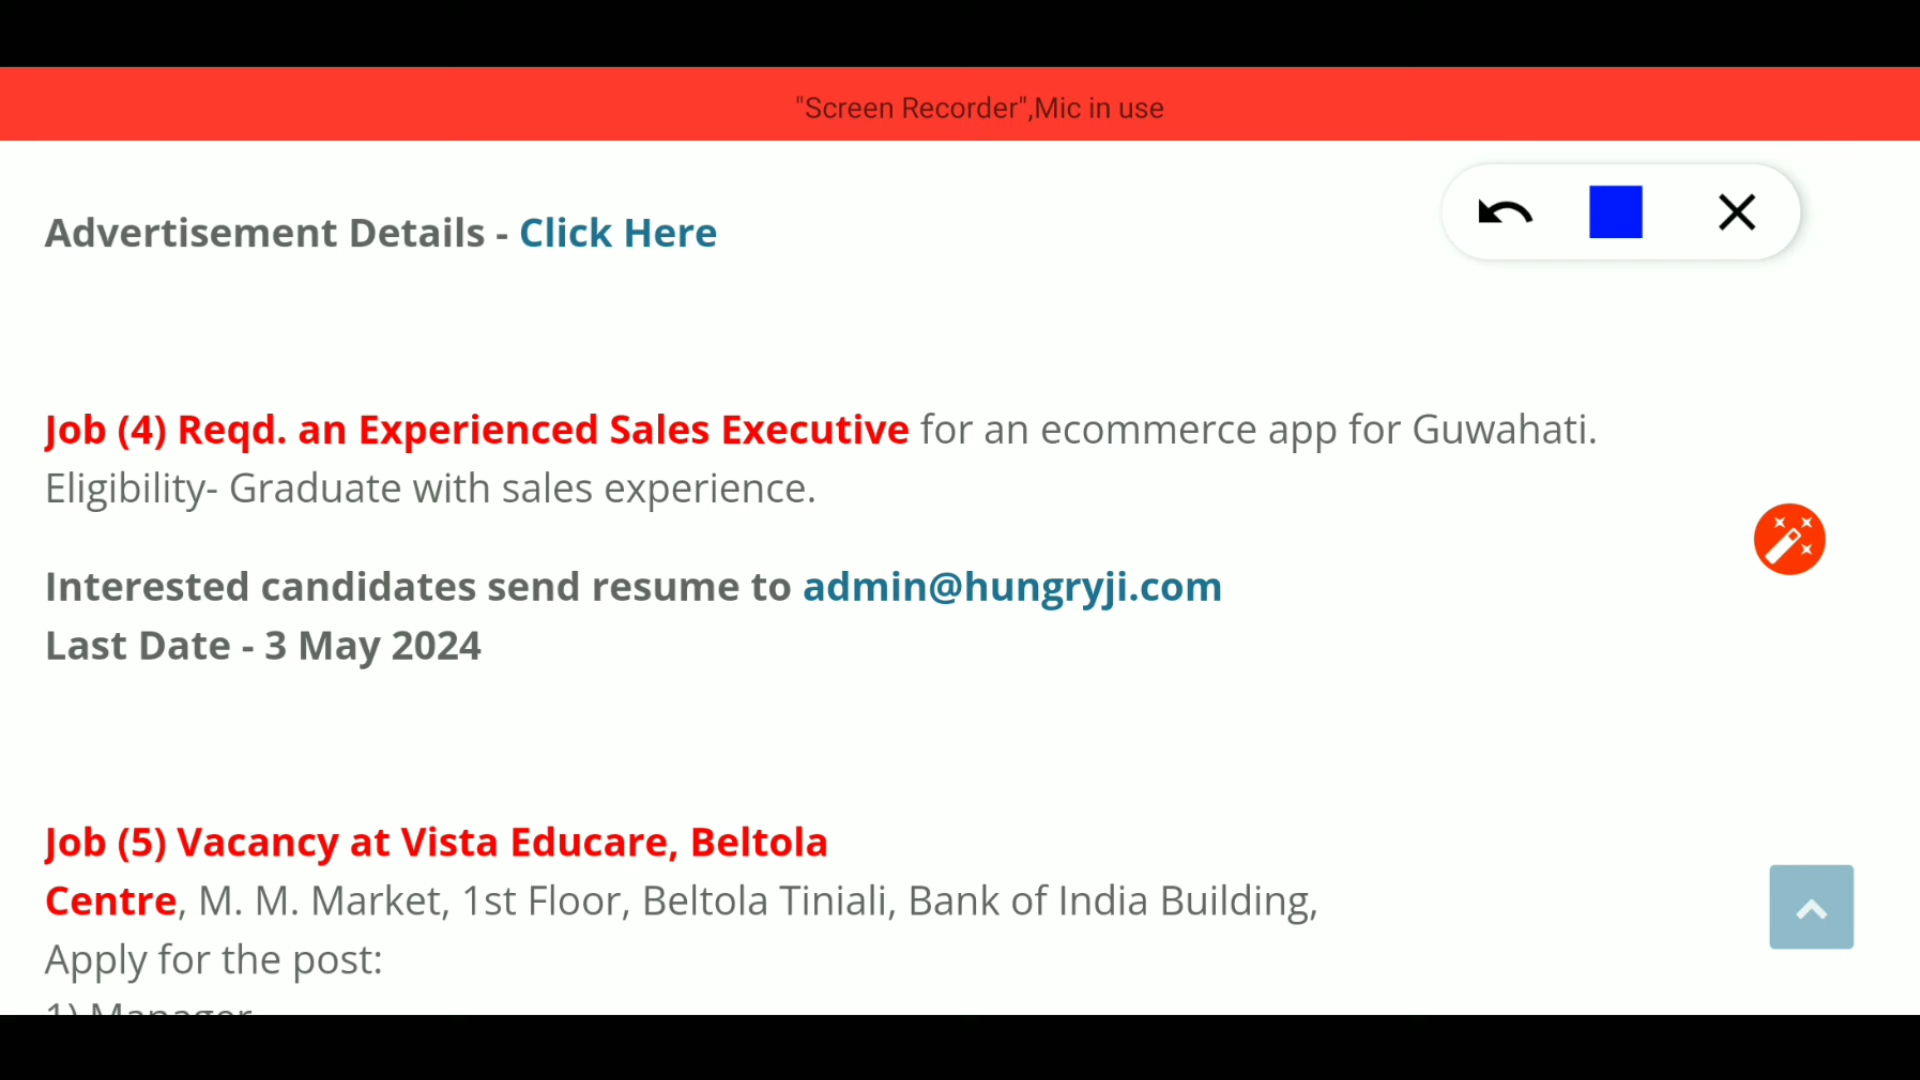 "Screen Recorder",Mic in use
Advertisement Details - Click Here
Job (4) Reqd. an Experienced Sales Executive for an ecommerce app for Guwahati.
Eligibility- Graduate with sales experience.
Interested candidates send resume to admin@hungryji.com
Last Date - 3 May 2024
Job (5) Vacancy at Vista Educare, Beltola
Centre, M. M. Market, 1st Floor, Beltola Tiniali, Bank of India Building,
Apply for the post:
1) Manager